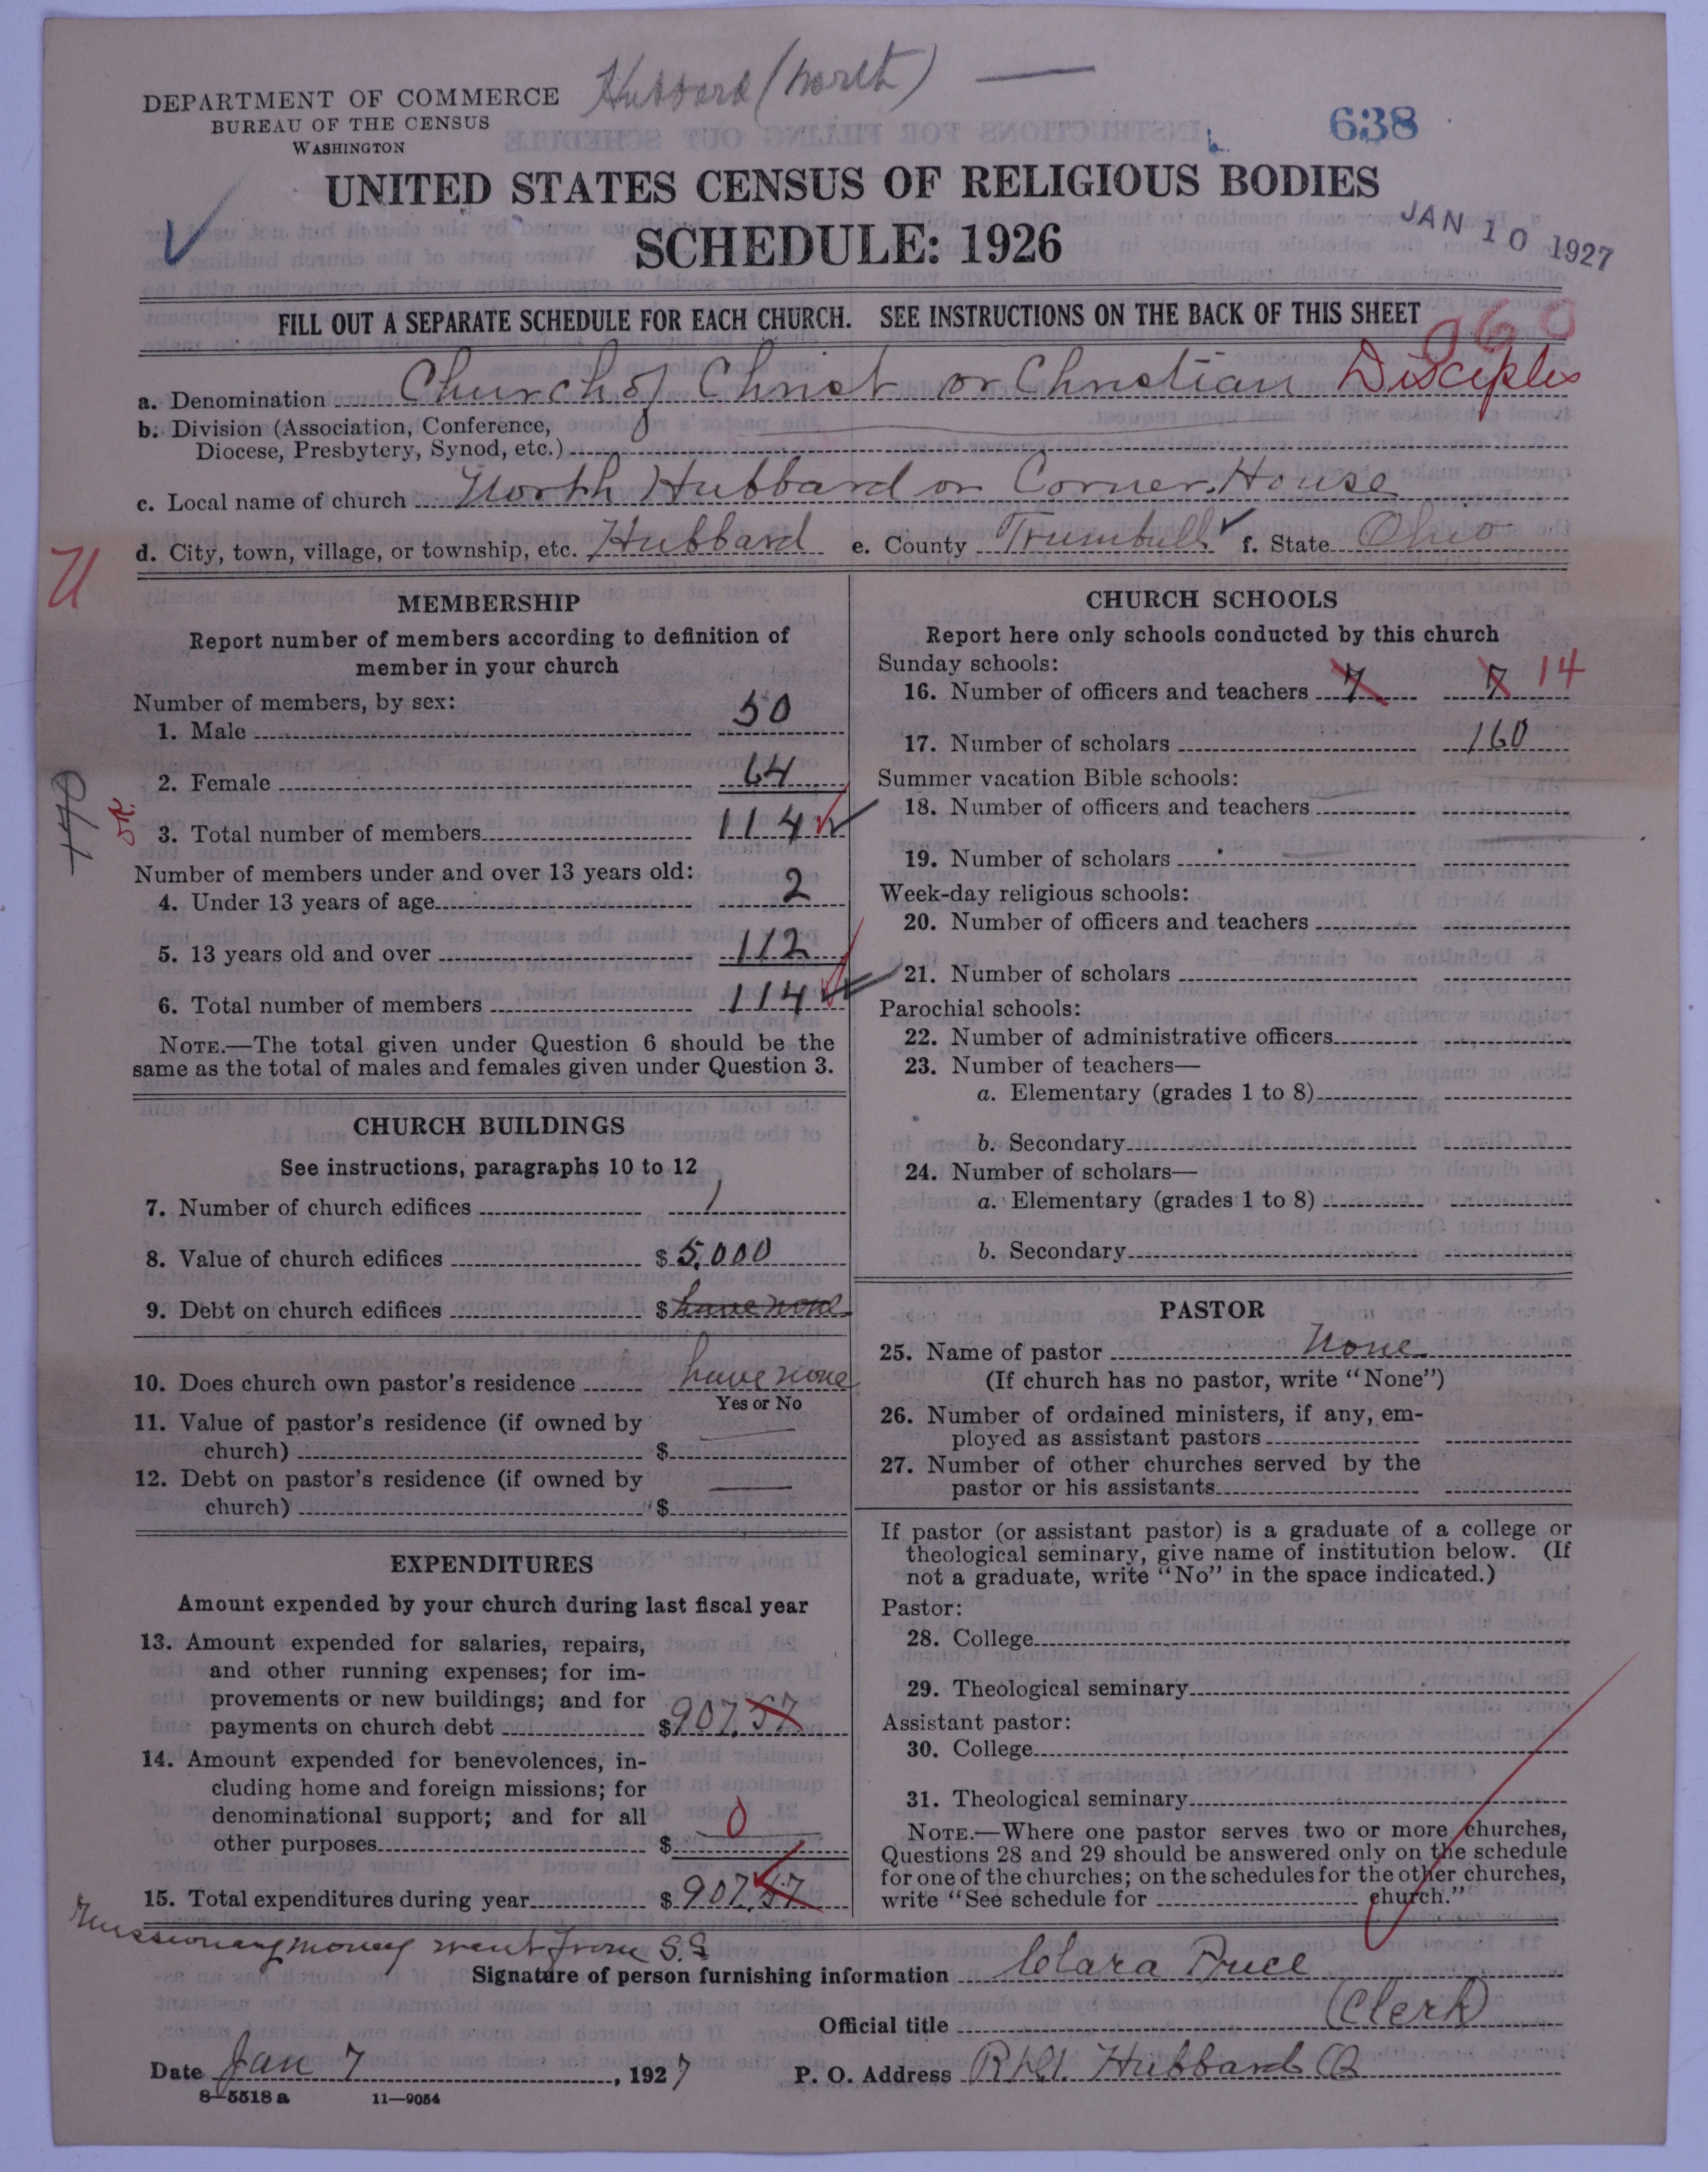 Hubbard (North) —
DEPARTMENT OF COMMERCE
BUREAU OF THE CENSUS
WASHINGTON
638
UNITED STATES CENSUS OF RELIGIOUS BODIES
SCHEDULE: 1926
JAN 10 1927
FILL OUT A SEPARATE SCHEDULE FOR EACH CHURCH. SEE INSTRUCTIONS ON THE BACK OF THIS SHEET
960
a. Denomination Church of Christ or Christian Disciples
b. Division (Association, Conference,
Diocese, Presbytery, Synod, etc.)
c. Local name of church North Hubbard or Corner House
d. City, town, village, or township, etc. Hubbard e. County Trumbull f. State Ohio
MEMBERSHIP
Report number of members according to definition of
member in your church
Number of members, by sex:
1. Male 50
2. Female 64
3. Total number of members 114
Number of members under and over 13 years old:
4. Under 13 years of age 2
5. 13 years old and over 112
6. Total number of members 114
NOTE.—The total given under Question 6 should be the
same as the total of males and females given under Question 3.
CHURCH BUILDINGS
See instructions, paragraphs 10 to 12
7. Number of church edifices 1
8. Value of church edifices $ 5,000
9. Debt on church edifices $ have none
10. Does church own pastor's residence have none
Yes or No
11. Value of pastor's residence (if owned by
church) $
12. Debt on pastor's residence (if owned by
church) $
EXPENDITURES
Amount expended by your church during last fiscal year
13. Amount expended for salaries, repairs,
and other running expenses; for im-
provements or new buildings; and for
payments on church debt $ 907.57
14. Amount expended for benevolences, in-
cluding home and foreign missions; for
denominational support; and for all
other purposes $ 0
15. Total expenditures during year $ 907.57
Missionary money went from S.S
CHURCH SCHOOLS
Report here only schools conducted by this church
Sunday schools:
16. Number of officers and teachers 7 7 14
17. Number of scholars 160
Summer vacation Bible schools:
18. Number of officers and teachers
19. Number of scholars
Week-day religious schools:
20. Number of officers and teachers
21. Number of scholars
Parochial schools:
22. Number of administrative officers
23. Number of teachers—
a. Elementary (grades 1 to 8)
b. Secondary
24. Number of scholars—
a. Elementary (grades 1 to 8)
b. Secondary
PASTOR
25. Name of pastor None
(If church has no pastor, write "None")
26. Number of ordained ministers, if any, em-
ployed as assistant pastors
27. Number of other churches served by the
pastor or his assistants
If pastor (or assistant pastor) is a graduate of a college or
theological seminary, give name of institution below. (If
not a graduate, write "No" in the space indicated.)
Pastor:
28. College
29. Theological seminary
Assistant pastor:
30. College
31. Theological seminary
NOTE.—Where one pastor serves two or more churches,
Questions 28 and 29 should be answered only on the schedule
for one of the churches; on the schedules for the other churches,
write "See schedule for church."
Signature of person furnishing information Clara Price
Official title (Clerk)
Date Jan 7, 1927 P. O. Address Hubbard O
8—5518 a 11—9054